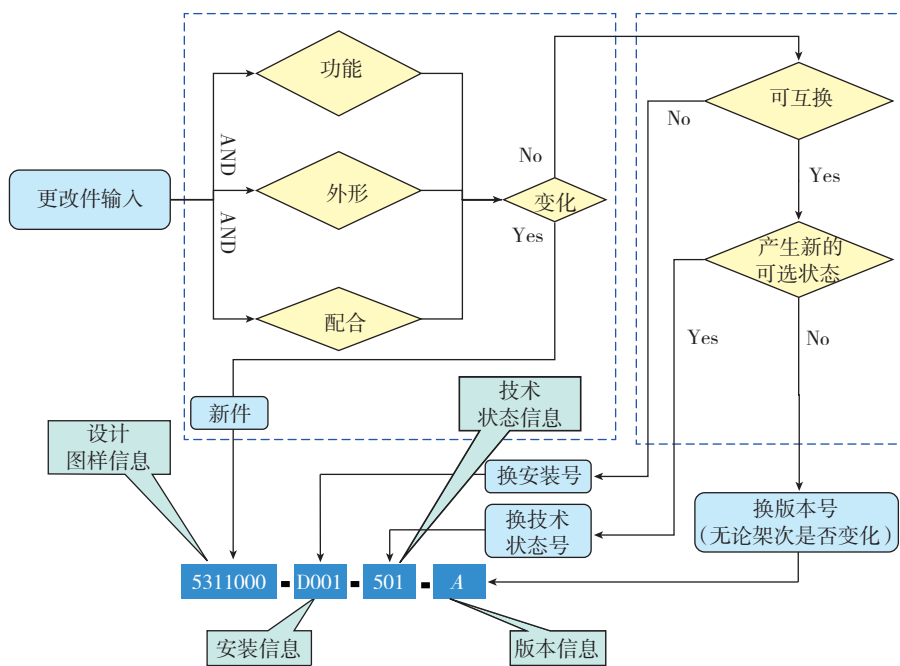 功能
可互换
No
AND
No
Yes
更改件输入
外形
变化
AND
Yes
产生新的
可选状态
配合
Yes
No
新件
技术
状态信息
设计
图样信息
换安装号
换版本号
（无论架次是否变化）
换技术
状态号
5311000-D001-501-A
安装信息
版本信息